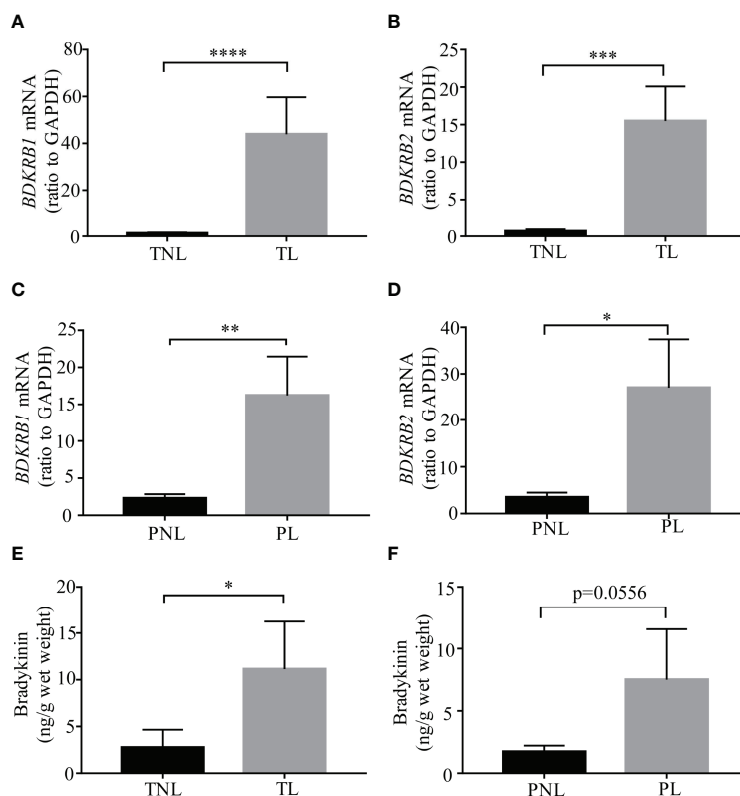 A
BDKRB1 mRNA
(ratio to GAPDH)
80
60
40
20
0
****
TNL
TL
B
BDKRB2 mRNA
(ratio to GAPDH)
25
20
15
10
5
0
***
TNL
TL
C
BDKRB1 mRNA
(ratio to GAPDH)
25
20
15
10
5
0
**
PNL
PL
D
BDKRB2 mRNA
(ratio to GAPDH)
40
30
20
10
0
*
PNL
PL
E
Bradykinin
(ng/g wet weight)
20
15
10
5
0
*
TNL
TL
F
Bradykinin
(ng/g wet weight)
15
10
5
0
p=0.0556
PNL
PL